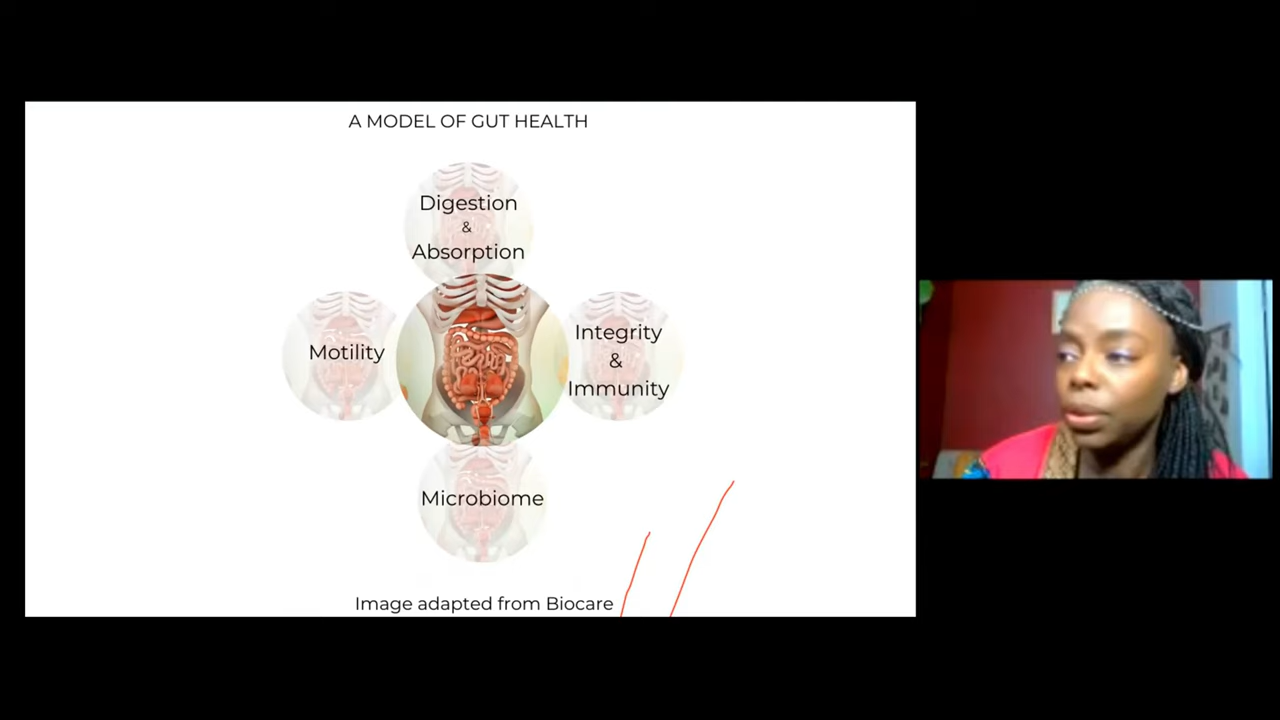 A MODEL OF GUT HEALTH
Digestion
&
Absorption
Motility
Integrity
&
Immunity
Microbiome
Image adapted from Biocare